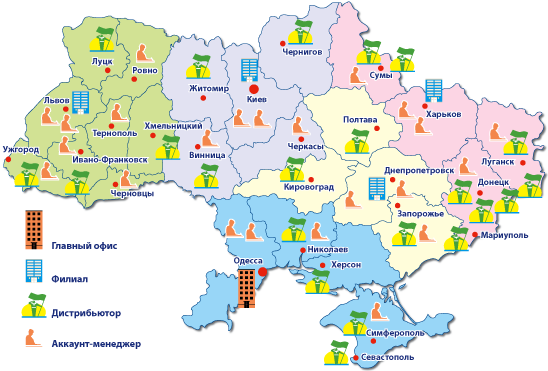 Чернигов
Луцк
Ровно
Сумы
Житомир
Киев
Львов
Харьков
Тернополь
Хмельницкий
Полтава
Черкассы
Ужгород
Ивано-Франковск
Винница
Луганск
Днепропетровск
Черновцы
Кировоград
Донецк
Запорожье
Мариуполь
Николаев
Одесса
Херсон
Симферополь
Севастополь
Главный офис
Филиал
Дистрибьютор
Аккаунт-менеджер